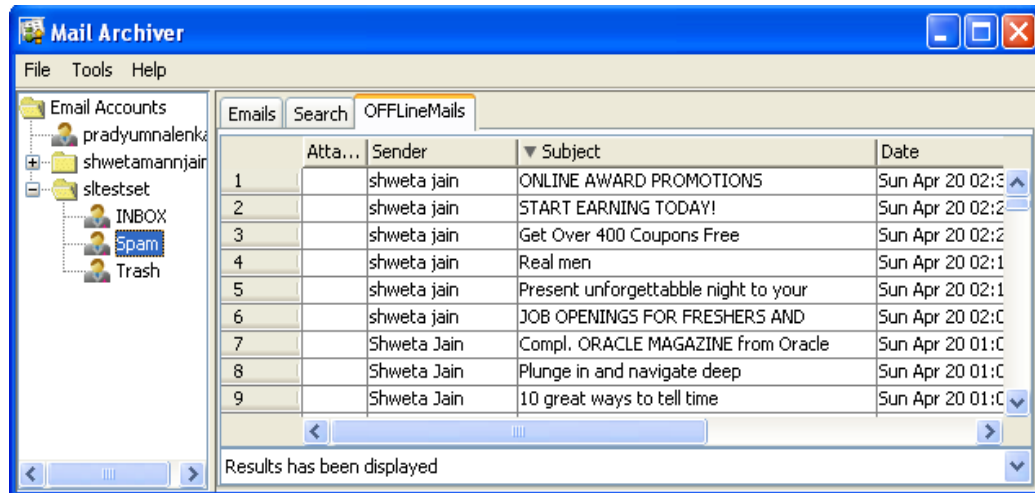 Mail Archiver
File Tools Help
Email Accounts
pradyumnalenka
shwetamannjair
sltestset
INBOX
Spam
Trash
Emails Search OFFLineMails
Atta... Sender Subject Date
1 shweta jain ONLINE AWARD PROMOTIONS Sun Apr 20 02:3
2 shweta jain START EARNING TODAY! Sun Apr 20 02:2
3 shweta jain Get Over 400 Coupons Free Sun Apr 20 02:2
4 shweta jain Real men Sun Apr 20 02:1
5 shweta jain Present unforgettabble night to your Sun Apr 20 02:1
6 shweta jain JOB OPENINGS FOR FRESHERS AND Sun Apr 20 02:0
7 Shweta Jain Compl. ORACLE MAGAZINE from Oracle Sun Apr 20 01:0
8 Shweta Jain Plunge in and navigate deep Sun Apr 20 01:0
9 Shweta Jain 10 great ways to tell time Sun Apr 20 01:0
Results has been displayed